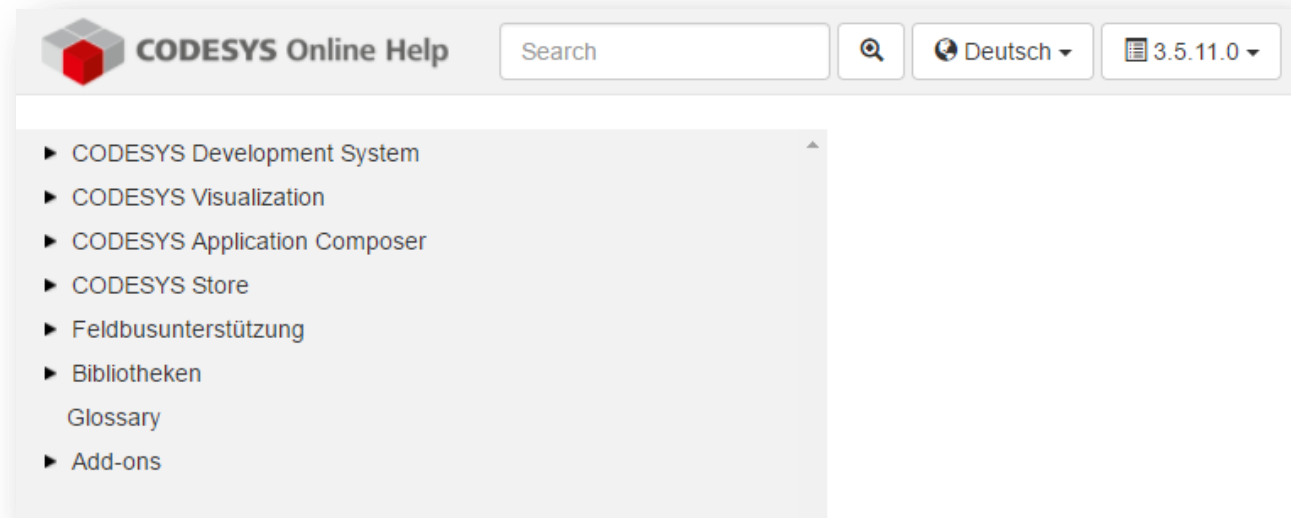 CODESYS Online Help Search Deutsch 3.5.11.0
CODESYS Development System
CODESYS Visualization
CODESYS Application Composer
CODESYS Store
Feldbusunterstützung
Bibliotheken
Glossary
Add-ons